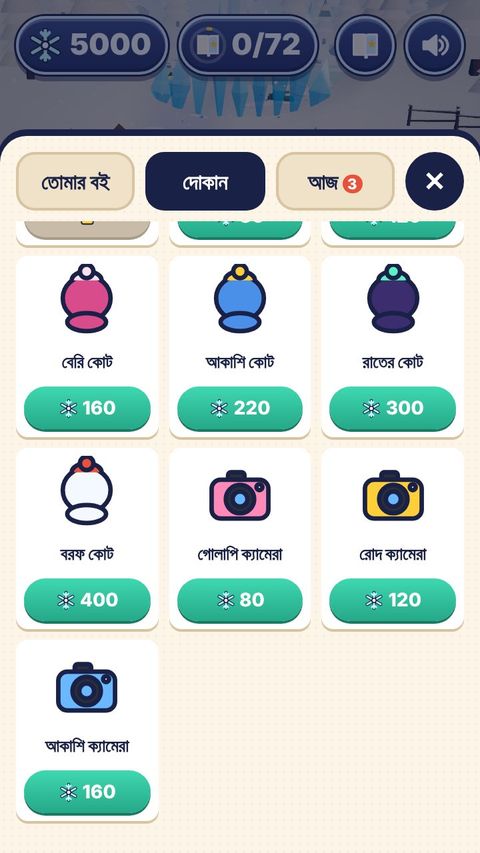 5000
0/72
তোমার বই
দোকান
আজ 3
বেরি কোট
আকাশি কোট
রাতের কোট
160
220
300
বরফ কোট
গোলাপি ক্যামেরা
রোদ ক্যামেরা
400
80
120
আকাশি ক্যামেরা
160